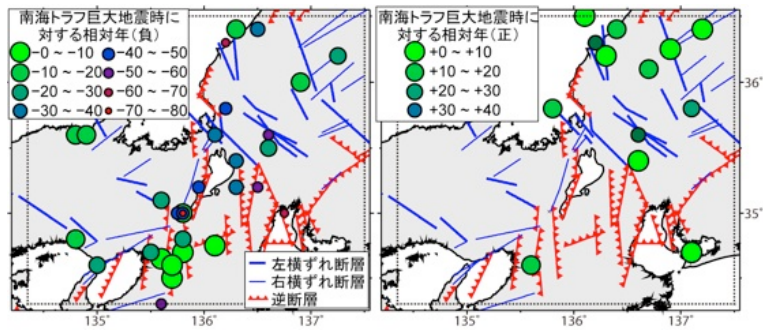 南海トラフ巨大地震時に
対する相対年(負)
-0 ~ -10
-10 ~ -20
-20 ~ -30
-30 ~ -40
-40 ~ -50
-50 ~ -60
-60 ~ -70
-70 ~ -80
左横ずれ断層
右横ずれ断層
逆断層
135°
136°
137°
南海トラフ巨大地震時に
対する相対年(正)
+0 ~ +10
+10 ~ +20
+20 ~ +30
+30 ~ +40
36°
35°
135°
136°
137°